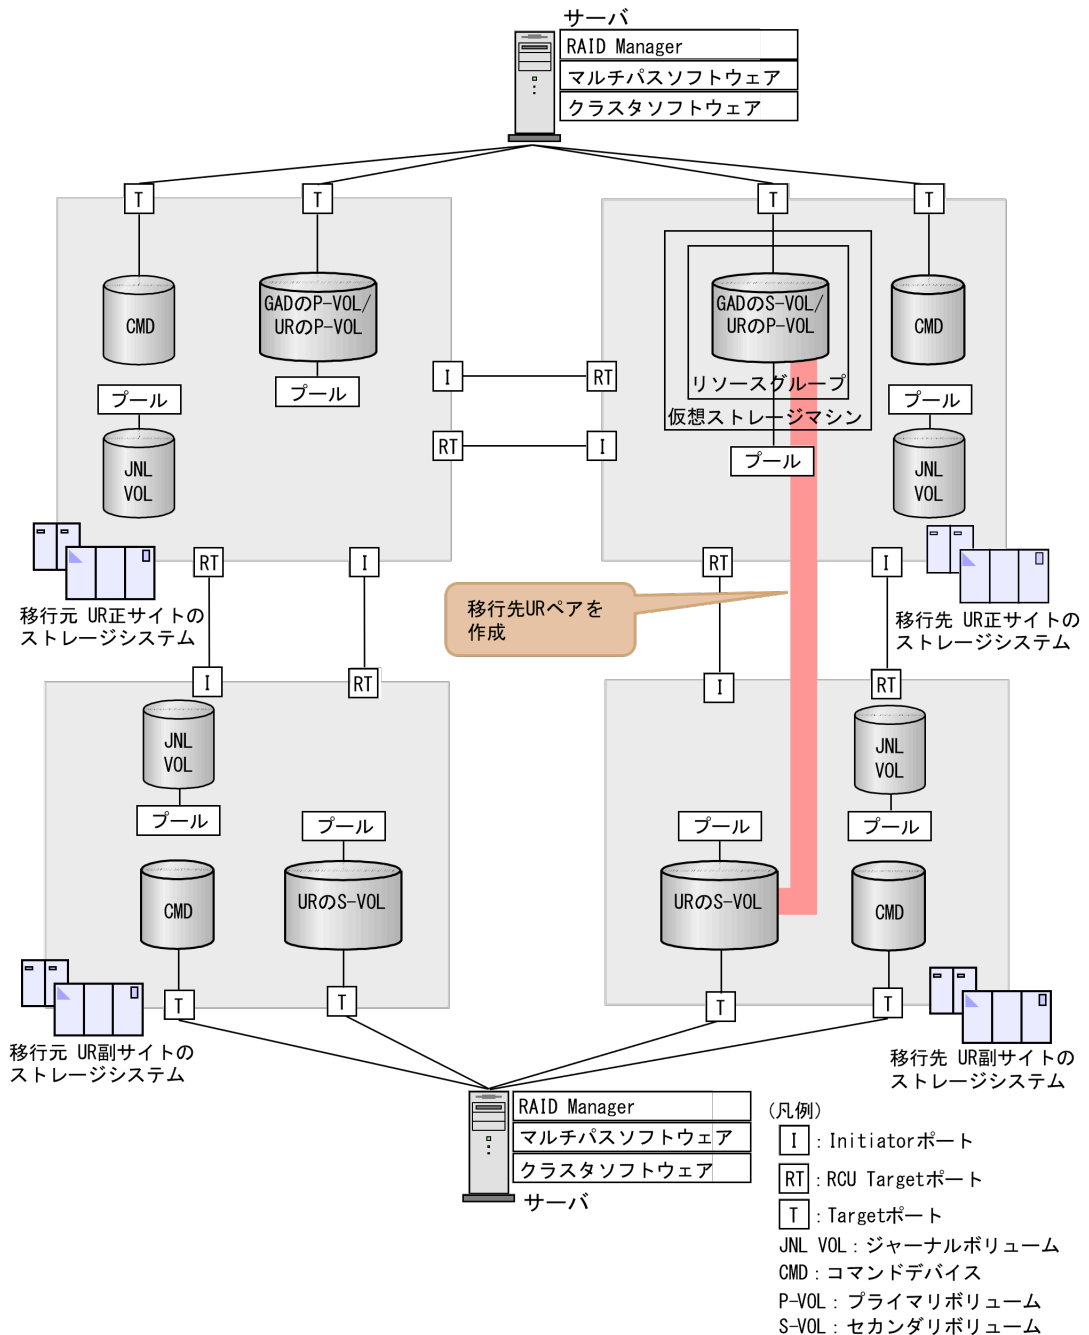 サーバ
RAID Manager
マルチパスソフトウェア
クラスタソフトウェア
T
T
T
T
CMD
GADのP-VOL/
URのP-VOL
GADのS-VOL/
URのP-VOL
CMD
I
RT
リソースグループ
プール
プール
プール
仮想ストレージマシン
RT
I
プール
JNL
VOL
JNL
VOL
RT
I
RT
I
移行元 UR正サイトの
ストレージシステム
移行先URペアを
作成
移行先 UR正サイトの
ストレージシステム
I
RT
I
RT
JNL
VOL
JNL
VOL
プール
プール
プール
プール
CMD
URのS-VOL
URのS-VOL
CMD
T
T
T
T
移行元 UR副サイトの
ストレージシステム
移行先 UR副サイトの
ストレージシステム
RAID Manager
マルチパスソフトウェア
クラスタソフトウェア
サーバ
(凡例)
I : Initiatorポート
RT : RCU Targetポート
T : Targetポート
JNL VOL : ジャーナルボリューム
CMD : コマンドデバイス
P-VOL : プライマリボリューム
S-VOL : セカンダリボリューム